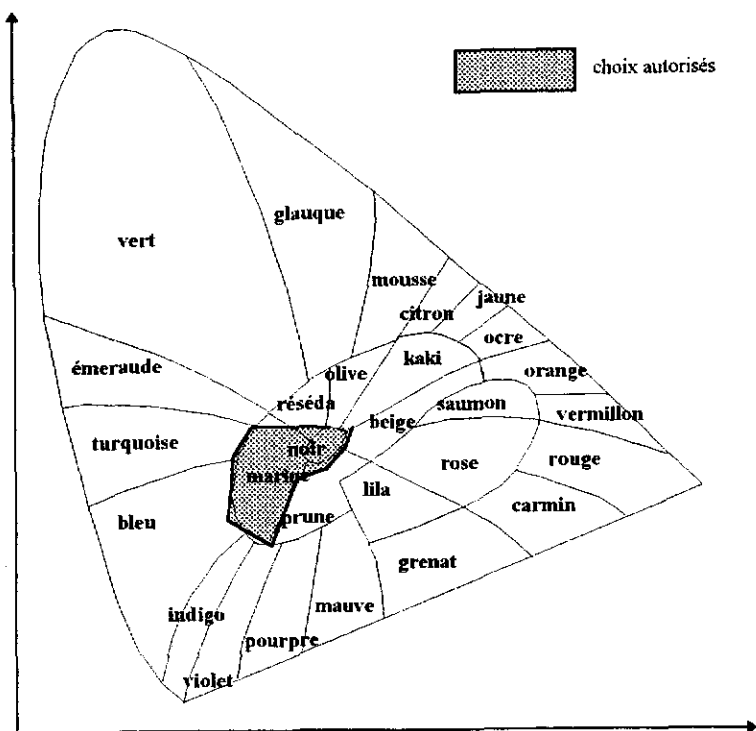 choix autorisés
glauque
vert
mousse
jaune
citron
ocre
kaki
émeraude
olive
orange
réséda
saumon
vermillon
beige
turquoise
noir
rose
rouge
marine
lila
carmin
bleu
prune
grenat
indigo
mauve
pourpre
violet